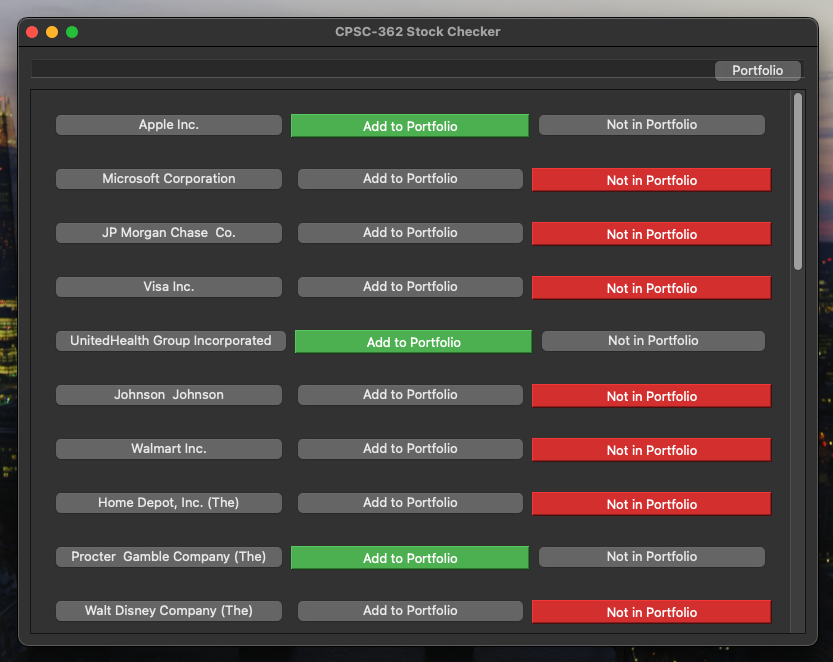 CPSC-362 Stock Checker
Portfolio
Apple Inc. Add to Portfolio Not in Portfolio
Microsoft Corporation Add to Portfolio Not in Portfolio
JP Morgan Chase  Co. Add to Portfolio Not in Portfolio
Visa Inc. Add to Portfolio Not in Portfolio
UnitedHealth Group Incorporated Add to Portfolio Not in Portfolio
Johnson  Johnson Add to Portfolio Not in Portfolio
Walmart Inc. Add to Portfolio Not in Portfolio
Home Depot, Inc. (The) Add to Portfolio Not in Portfolio
Procter  Gamble Company (The) Add to Portfolio Not in Portfolio
Walt Disney Company (The) Add to Portfolio Not in Portfolio